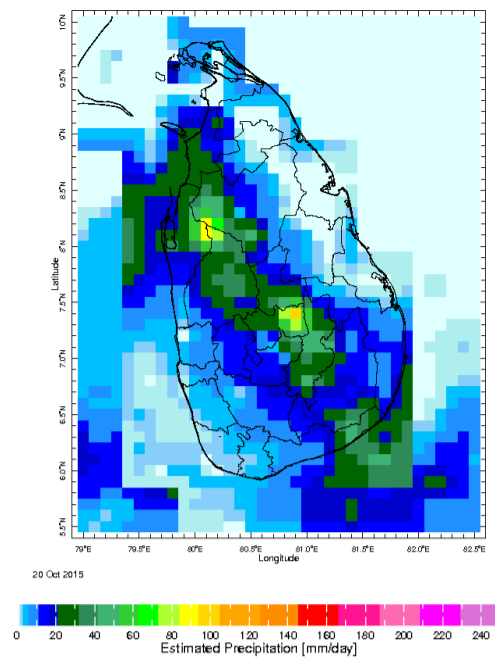 10°N
9.5°N
9°N
8.5°N
8°N
7.5°N
7.0°N
6.5°N
6.0°N
5.5°N
Latitude
79°E 79.5°E 80°E 80.5°E 81°E 81.5°E 82°E 82.5°E
Longitude
20 Oct 2015
0 20 40 60 80 100 120 140 160 180 200 220 240
Estimated Precipitation [mm/day]